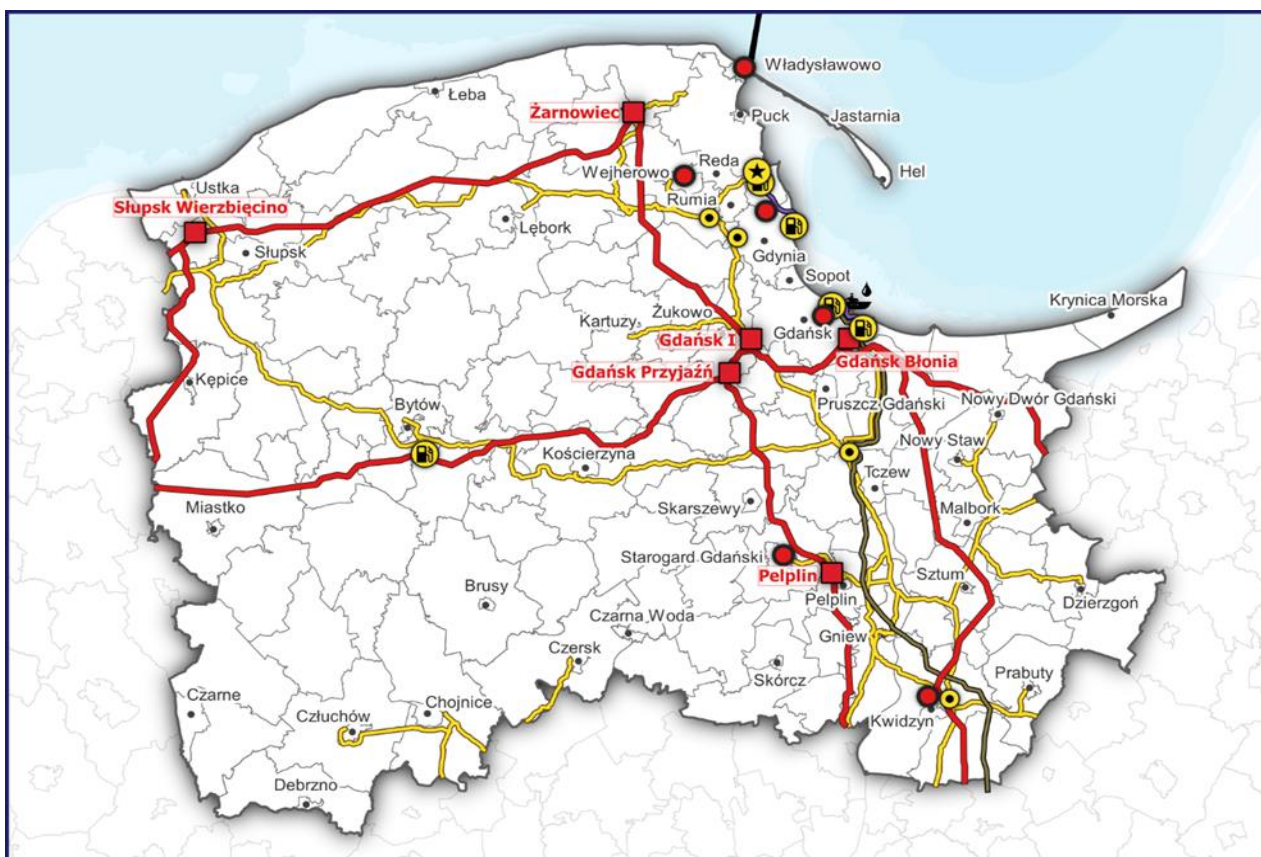 Władysławowo
Łeba
Żarnowiec
Puck
Jastarnia
Hel
Reda
Wejherowo
Rumia
Ustka
Słupsk Wierzbięcino
Lębork
Słupsk
Gdynia
Sopot
Krynica Morska
Żukowo
Kartuzy
Gdańsk
Gdańsk I
Gdańsk Błonia
Gdańsk Przyjaźń
Kępice
Pruszcz Gdański
Nowy Dwór Gdański
Bytów
Nowy Staw
Kościerzyna
Tczew
Miastko
Skarszewy
Malbork
Starogard Gdański
Pelplin
Brusy
Sztum
Pelplin
Dzierzgoń
Czarna Woda
Gniew
Czersk
Skórcz
Prabuty
Czarne
Chojnice
Człuchów
Kwidzyn
Debrzno